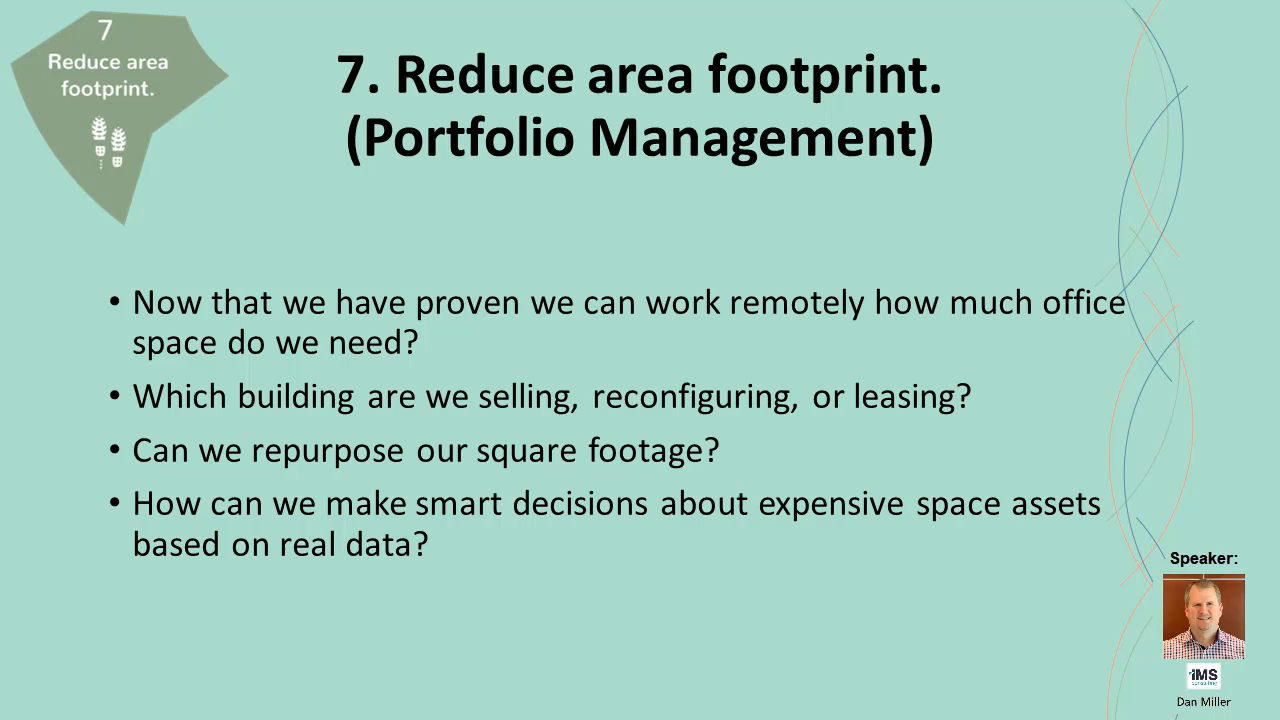 7
Reduce area
footprint.
7. Reduce area footprint.
(Portfolio Management)
• Now that we have proven we can work remotely how much office
space do we need?
• Which building are we selling, reconfiguring, or leasing?
• Can we repurpose our square footage?
• How can we make smart decisions about expensive space assets
based on real data?
Speaker:
iMS
consulting
Dan Miller